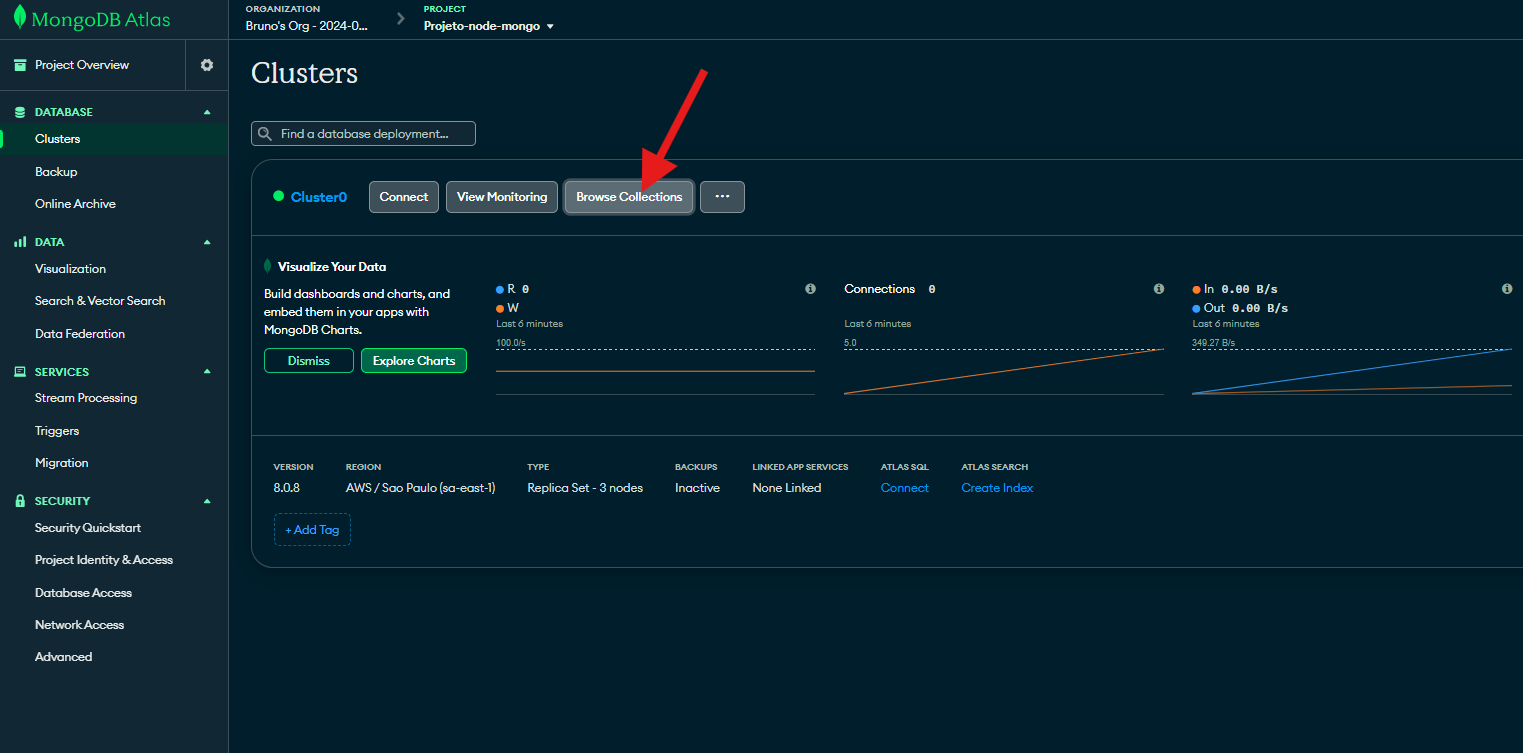 MongoDB Atlas
ORGANIZATION
Bruno's Org - 2024-0...
PROJECT
Projeto-node-mongo
Project Overview
DATABASE
Clusters
Backup
Online Archive
DATA
Visualization
Search & Vector Search
Data Federation
SERVICES
Stream Processing
Triggers
Migration
SECURITY
Security Quickstart
Project Identity & Access
Database Access
Network Access
Advanced
Clusters
Find a database deployment...
Cluster0
Connect
View Monitoring
Browse Collections
...
Visualize Your Data
Build dashboards and charts, and
embed them in your apps with
MongoDB Charts.
Dismiss
Explore Charts
R 0
W
Last 6 minutes
100.0/s
Connections 0
Last 6 minutes
5.0
In 0.00 B/s
Out 0.00 B/s
Last 6 minutes
349.27 B/s
VERSION
8.0.8
REGION
AWS / Sao Paulo (sa-east-1)
TYPE
Replica Set - 3 nodes
BACKUPS
Inactive
LINKED APP SERVICES
None Linked
ATLAS SQL
Connect
ATLAS SEARCH
Create Index
+ Add Tag